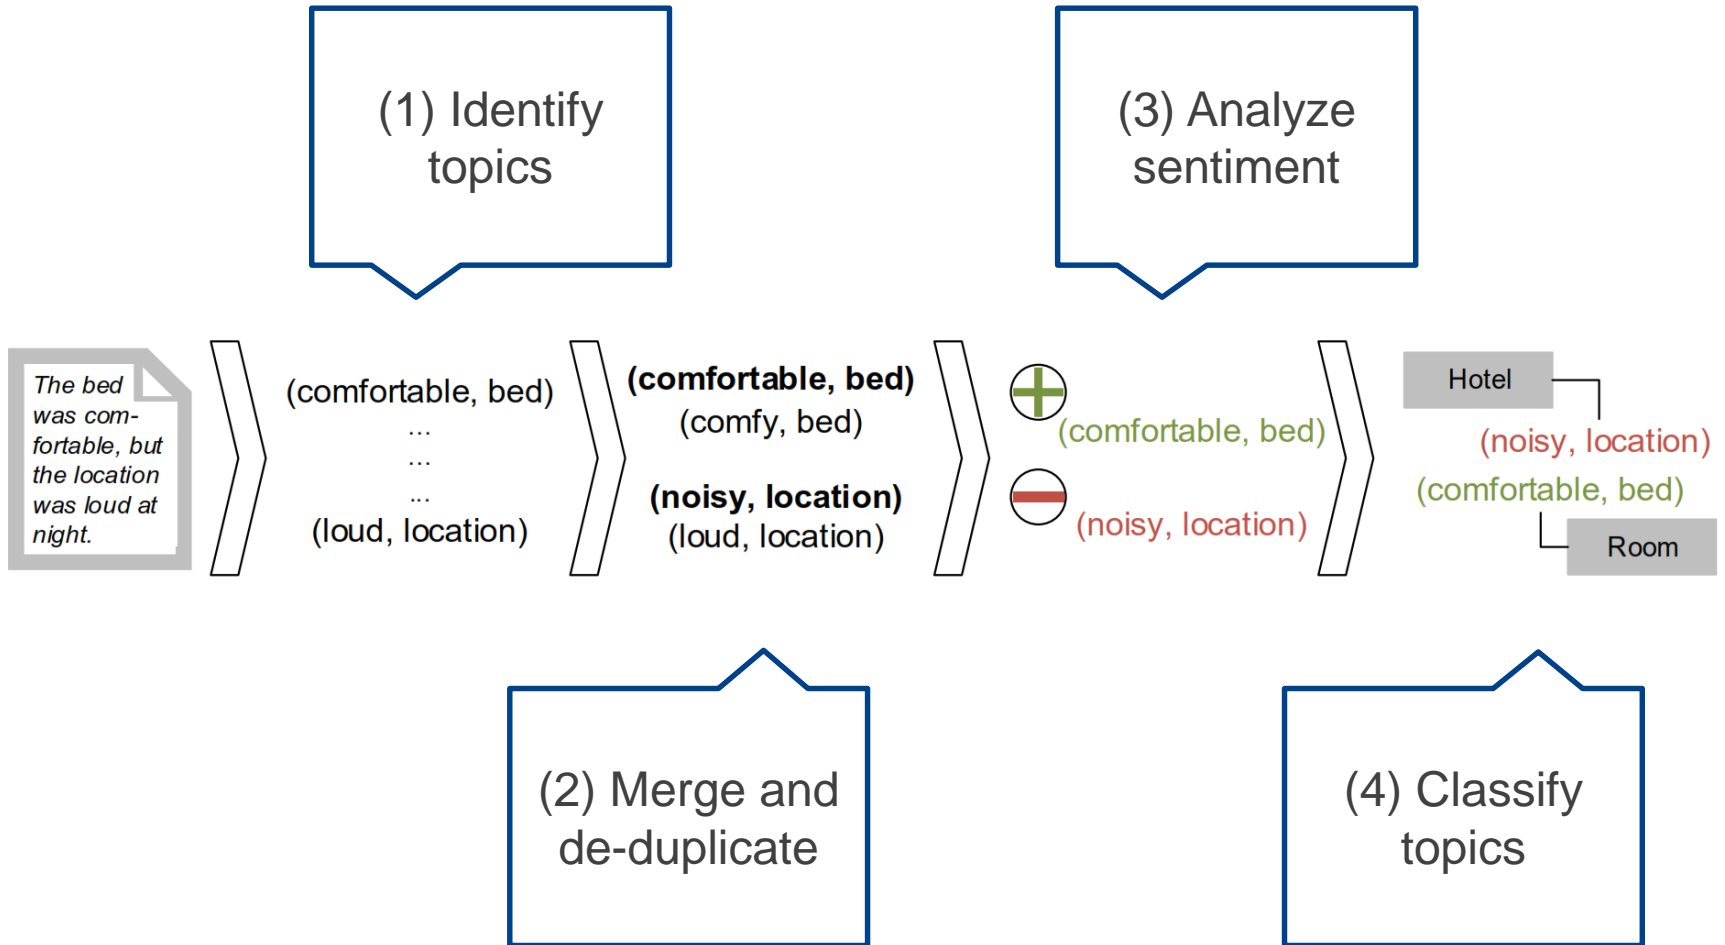 (1) Identify
topics
(3) Analyze
sentiment
The bed
was com-
fortable, but
the location
was loud at
night.
(comfortable, bed)
...
...
...
(loud, location)
(comfortable, bed)
(comfy, bed)
(noisy, location)
(loud, location)
(comfortable, bed)
(noisy, location)
Hotel
(noisy, location)
(comfortable, bed)
Room
(2) Merge and
de-duplicate
(4) Classify
topics